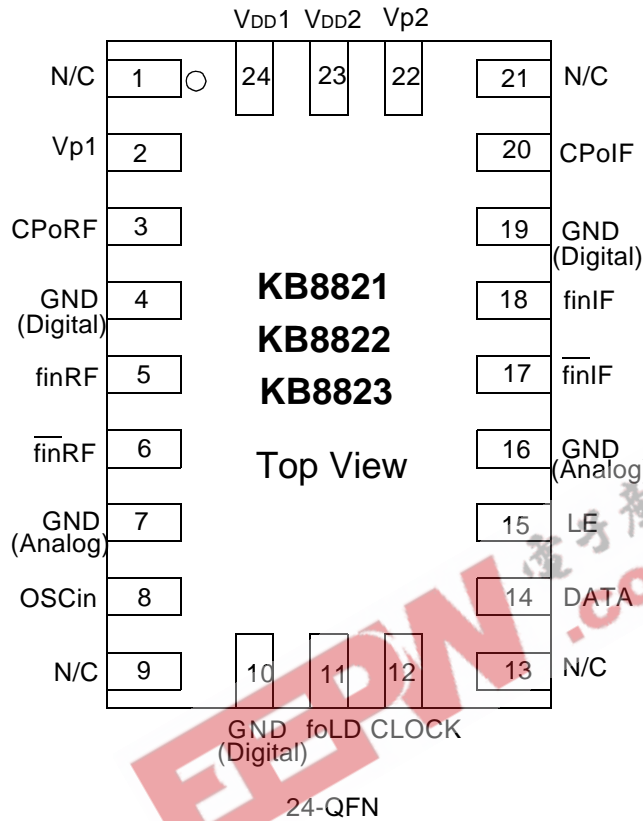 VDD1 VDD2 Vp2
N/C 1 24 23 22 21 N/C
Vp1 2 20 CPoIF
CPoRF 3 19 GND
(Digital)
GND 4 18 finIF
(Digital)
finRF 5 17 finIF
finRF 6 16 GND
(Analog
GND 7 15 LE
(Analog)
OSCin 8 14 DATA
N/C 9 10 11 12 13 N/C
KB8821
KB8822
KB8823
Top View
GND foLD CLOCK
(Digital)
24-QFN
EEPW
.co